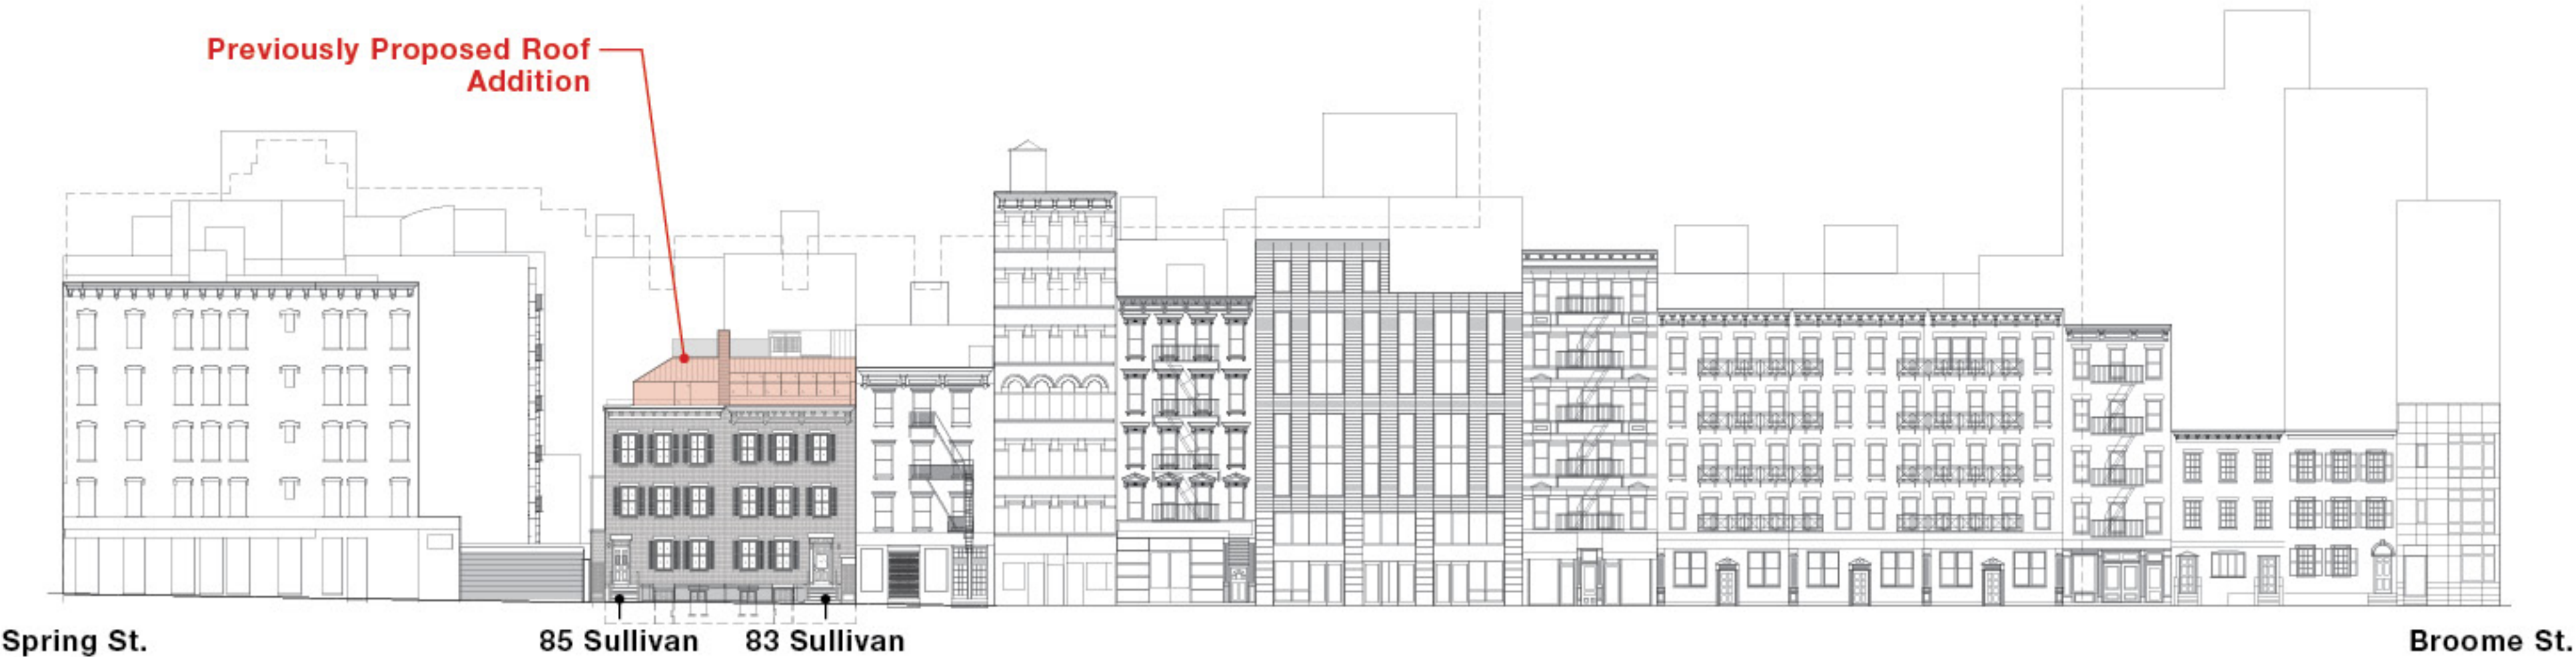 Previously Proposed Roof
Addition
Spring St.
85 Sullivan
83 Sullivan
Broome St.